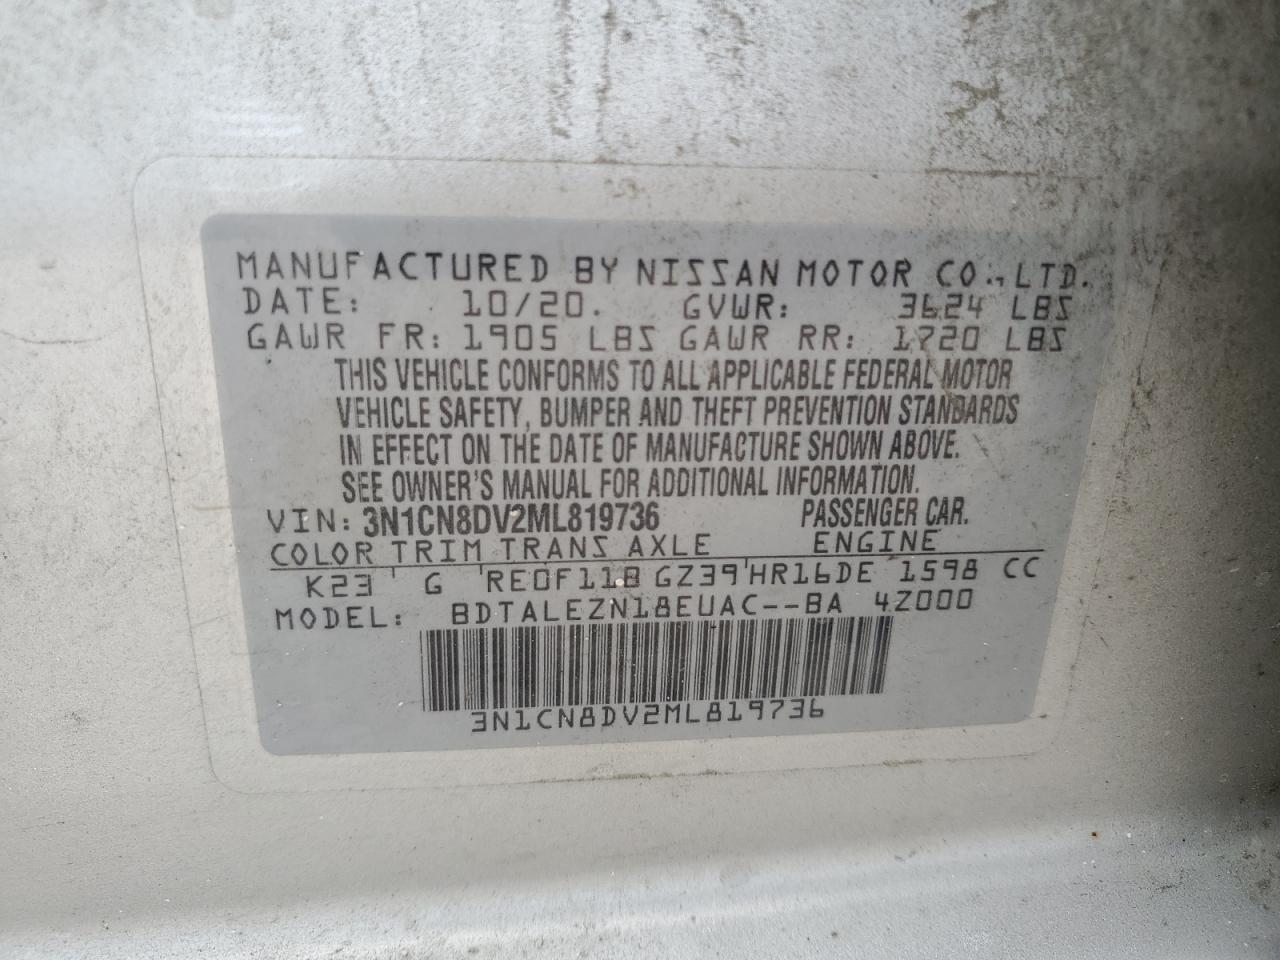 MANUFACTURED BY NISSAN MOTOR CO., LTD.
DATE: 10/20. GVWR: 3624 LBS
GAWR FR: 1905 LBS GAWR RR: 1720 LBS
THIS VEHICLE CONFORMS TO ALL APPLICABLE FEDERAL MOTOR
VEHICLE SAFETY, BUMPER AND THEFT PREVENTION STANDARDS
IN EFFECT ON THE DATE OF MANUFACTURE SHOWN ABOVE.
SEE OWNER'S MANUAL FOR ADDITIONAL INFORMATION.
VIN: 3N1CN8DV2ML819736 PASSENGER CAR.
COLOR TRIM TRANS AXLE ENGINE
K23 ' G ' RE0F11B GZ39 ' HR16DE 1598 CC
MODEL: BDTALEZN18EUAC--BA 4Z000
3N1CN8DV2ML819736